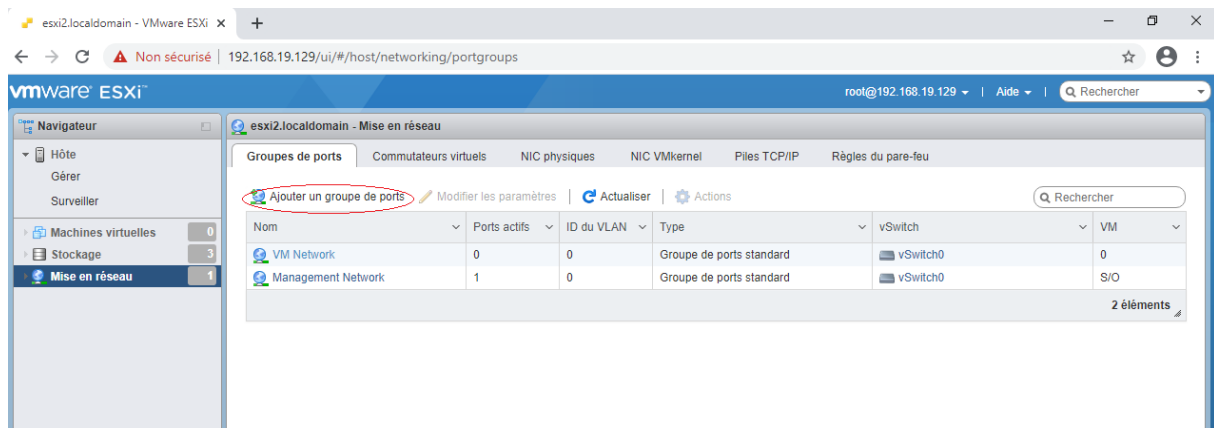 esxi2.localdomain - VMware ESXi
Non sécurisé | 192.168.19.129/ui/#/host/networking/portgroups
vmware ESXi™
root@192.168.19.129 | Aide | Rechercher
Navigateur
esxi2.localdomain - Mise en réseau
Hôte
Gérer
Surveiller
Machines virtuelles 0
Stockage 3
Mise en réseau 1
Groupes de ports Commutateurs virtuels NIC physiques NIC VMkernel Piles TCP/IP Règles du pare-feu
Ajouter un groupe de ports Modifier les paramètres | Actualiser | Actions Rechercher
Nom Ports actifs ID du VLAN Type vSwitch VM
VM Network 0 0 Groupe de ports standard vSwitch0 0
Management Network 1 0 Groupe de ports standard vSwitch0 S/O
2 éléments